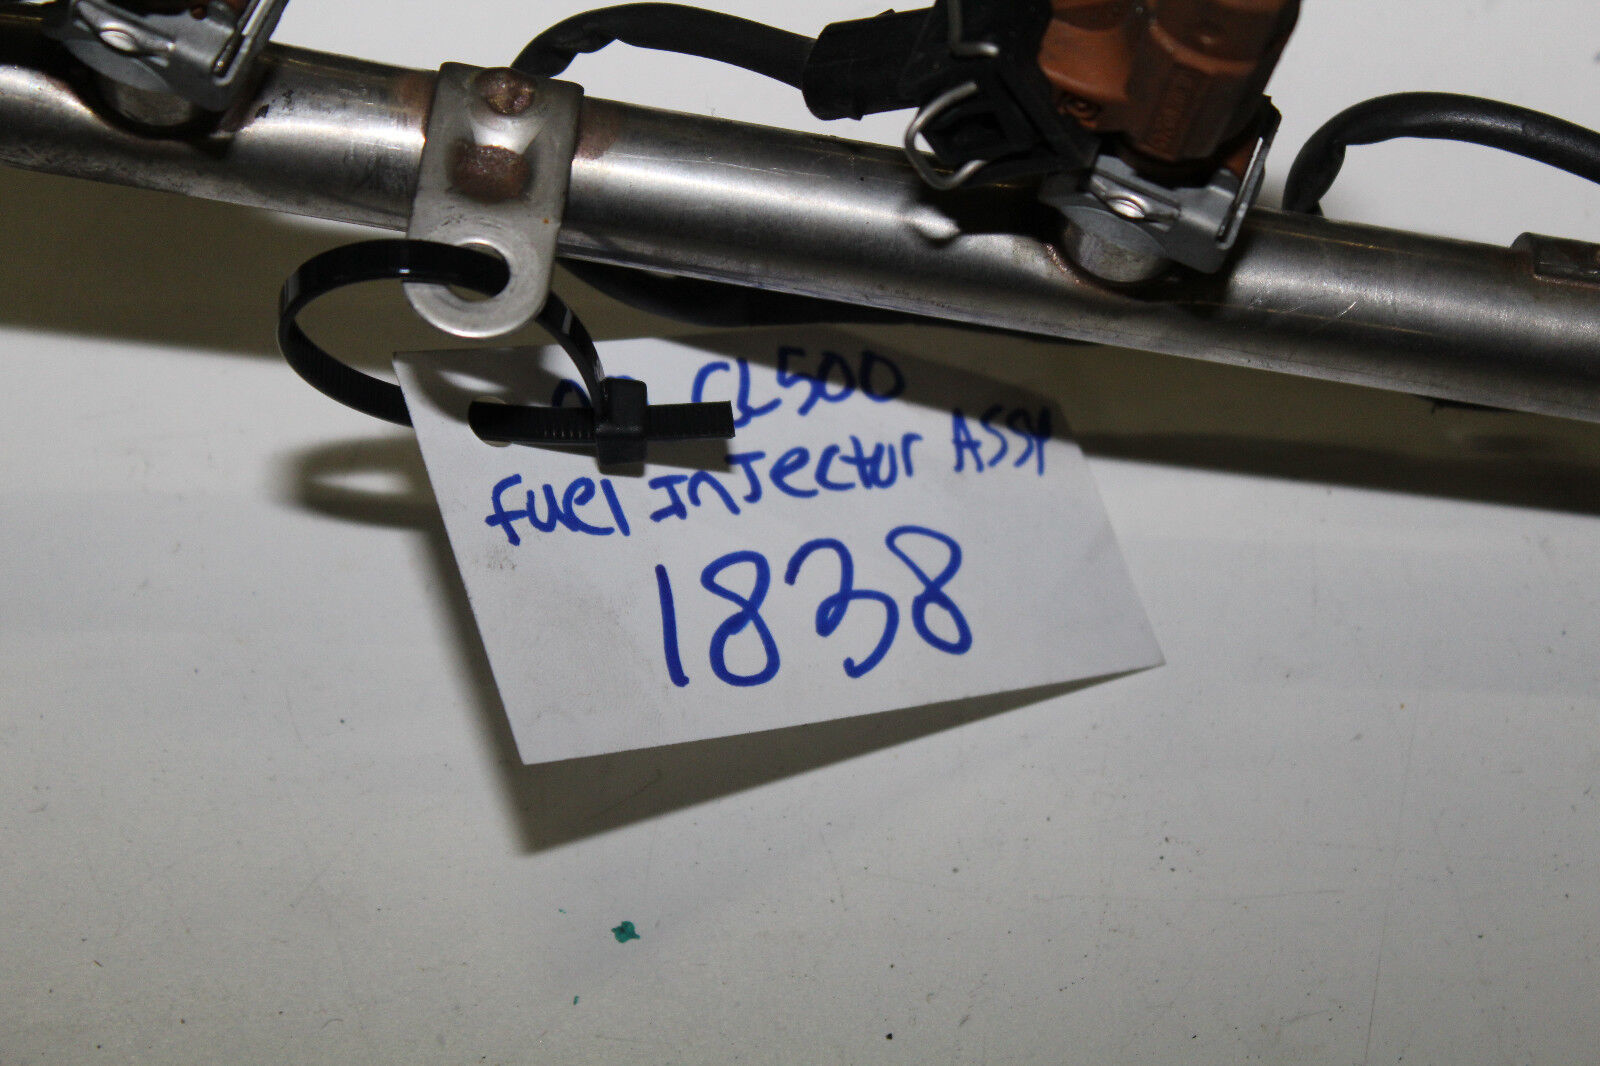 CL500
fuel InJector ASSY
1838